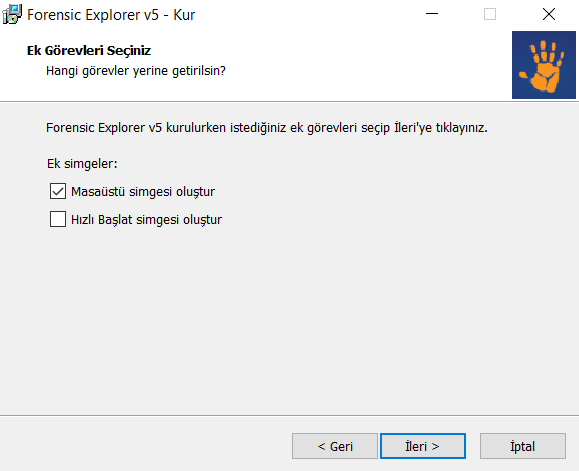 Forensic Explorer v5 - Kur
Ek Görevleri Seçiniz
Hangi görevler yerine getirilsin?
Forensic Explorer v5 kurulurken istediğiniz ek görevleri seçip İleri'ye tıklayınız.
Ek simgeler:
Masaüstü simgesi oluştur
Hızlı Başlat simgesi oluştur
< Geri
İleri >
İptal